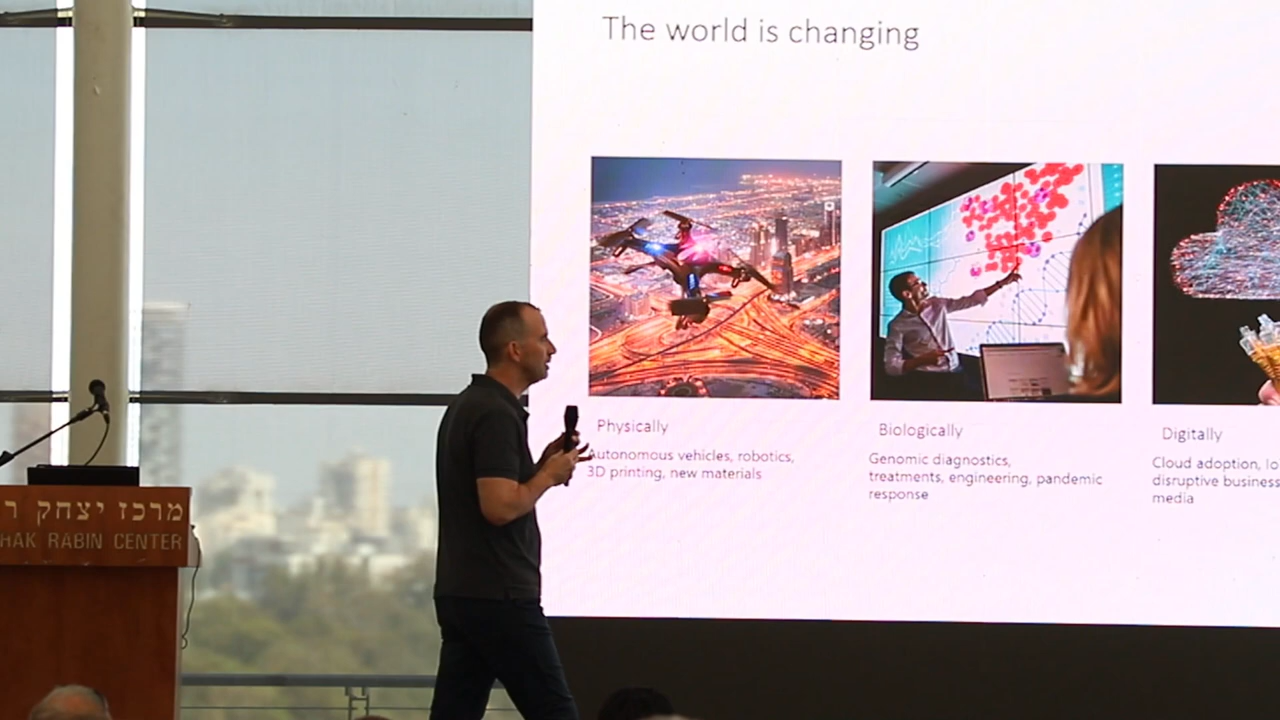 The world is changing
Physically
Autonomous vehicles, robotics,
3D printing, new materials
Biologically
Genomic diagnostics,
treatments, engineering, pandemic
response
Digitally
Cloud adoption,
disruptive business
media
מרכז יצחק ר
HAK RABIN CENTER